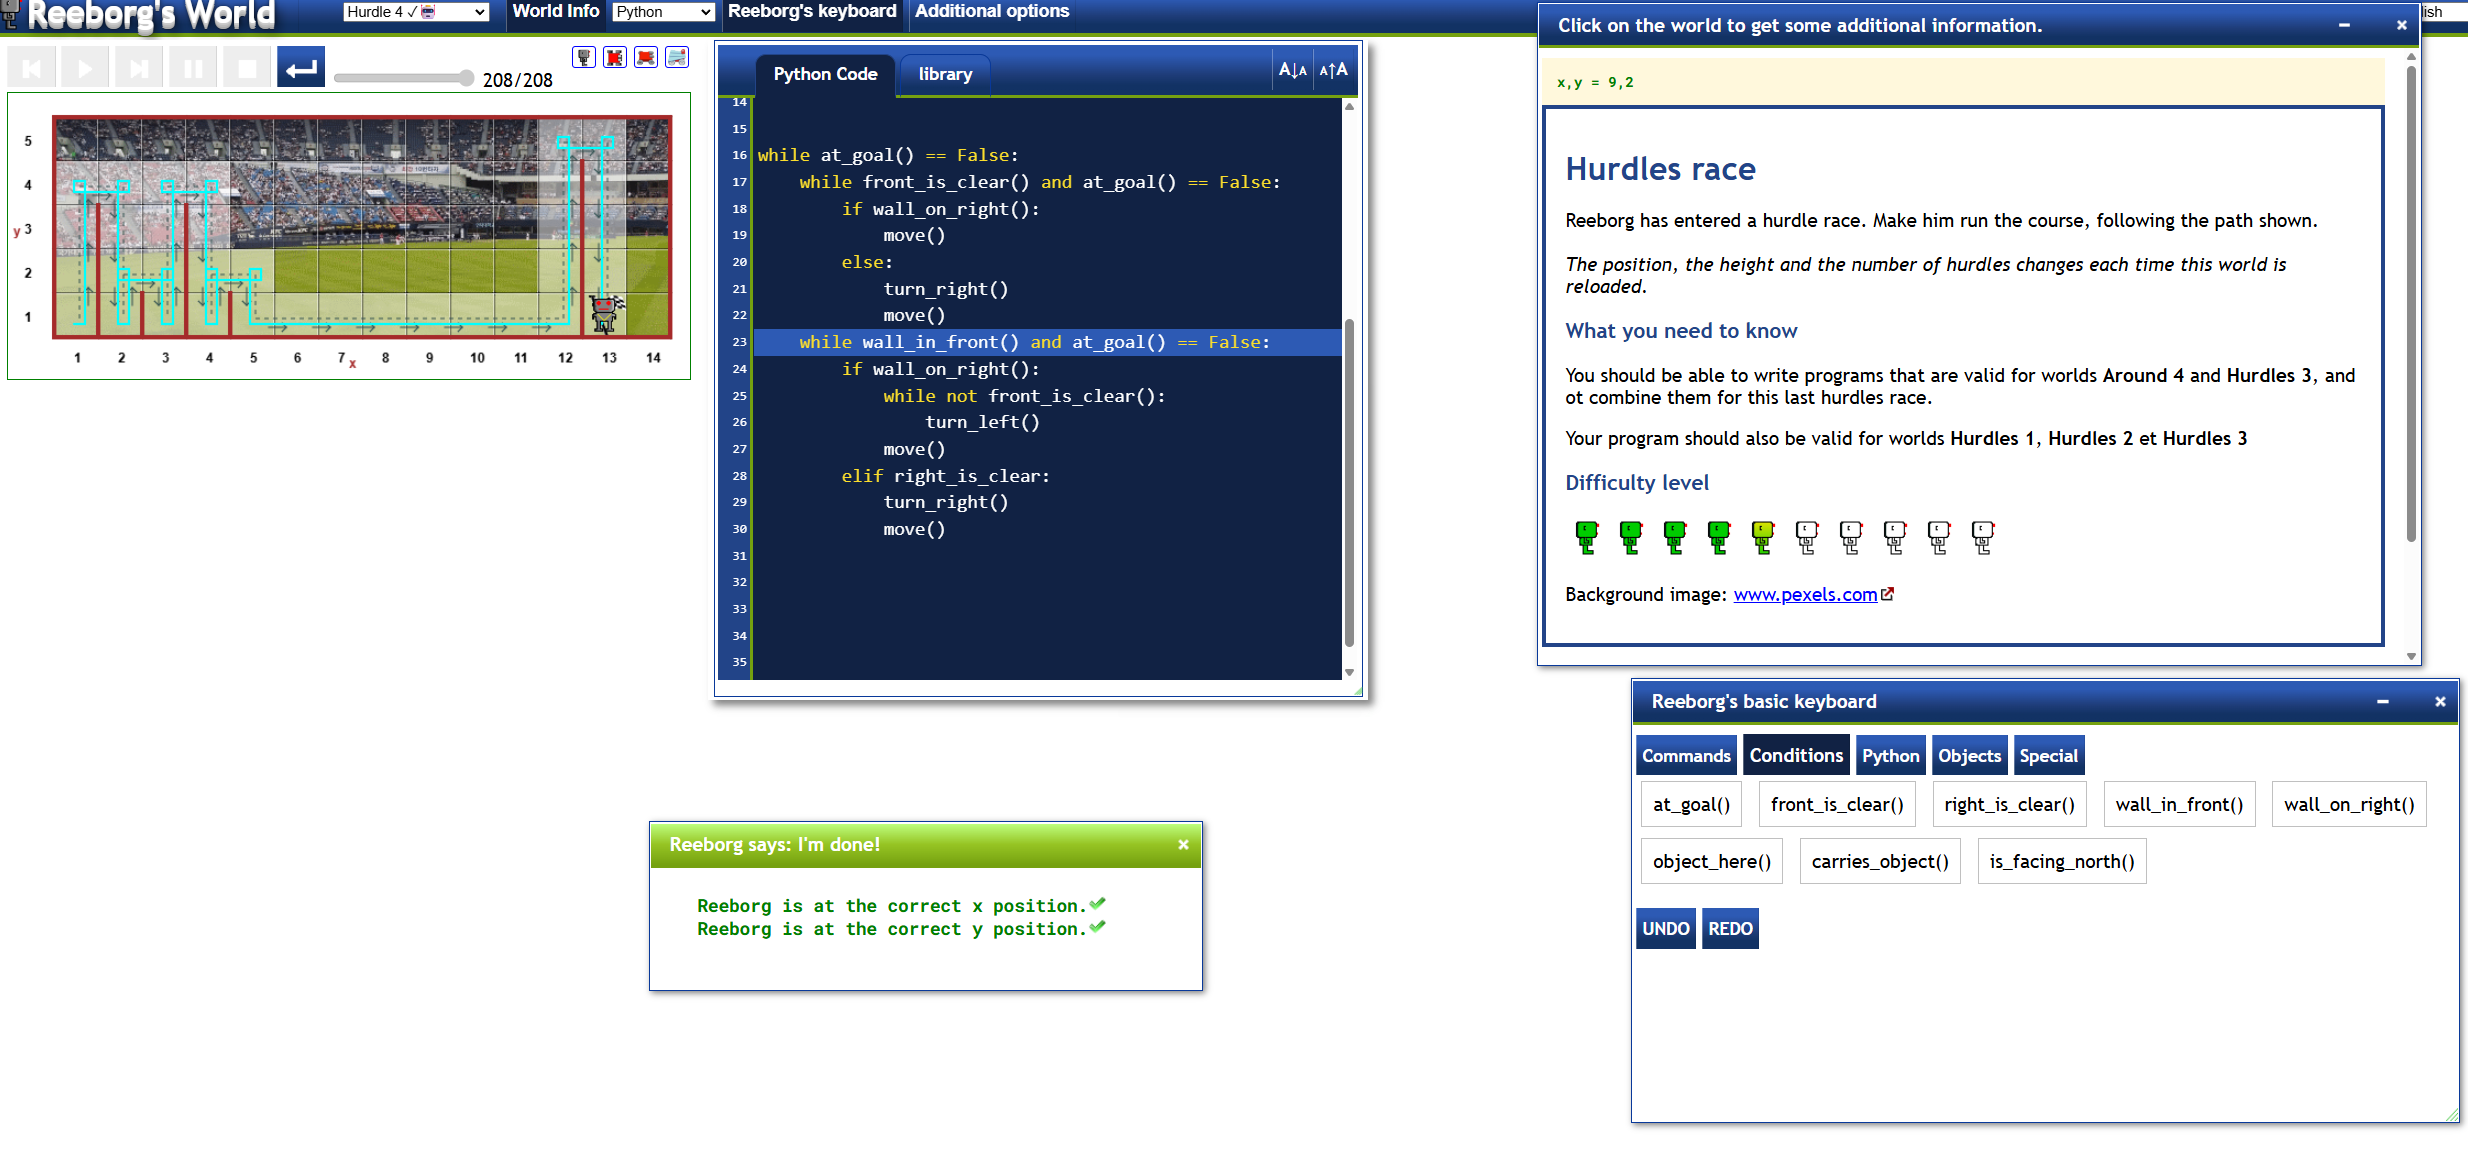 Reeborg's World
Hurdle 4 ✓
World Info
Python
Reeborg's keyboard
Additional options
lish
208/208
5
4
y 3
2
1
1 2 3 4 5 6 7 x 8 9 10 11 12 13 14
Python Code
library
A↓A
A↑A
14
15
16 while at_goal() == False:
17     while front_is_clear() and at_goal() == False:
18         if wall_on_right():
19             move()
20         else:
21             turn_right()
22             move()
23     while wall_in_front() and at_goal() == False:
24         if wall_on_right():
25             while not front_is_clear():
26                 turn_left()
27             move()
28         elif right_is_clear:
29             turn_right()
30             move()
31
32
33
34
35
Click on the world to get some additional information.
x,y = 9,2
Hurdles race
Reeborg has entered a hurdle race. Make him run the course, following the path shown.
The position, the height and the number of hurdles changes each time this world is
reloaded.
What you need to know
You should be able to write programs that are valid for worlds Around 4 and Hurdles 3, and
ot combine them for this last hurdles race.
Your program should also be valid for worlds Hurdles 1, Hurdles 2 et Hurdles 3
Difficulty level
Background image: www.pexels.com
Reeborg's basic keyboard
Commands
Conditions
Python
Objects
Special
at_goal()
front_is_clear()
right_is_clear()
wall_in_front()
wall_on_right()
object_here()
carries_object()
is_facing_north()
UNDO
REDO
Reeborg says: I'm done!
Reeborg is at the correct x position.✔
Reeborg is at the correct y position.✔